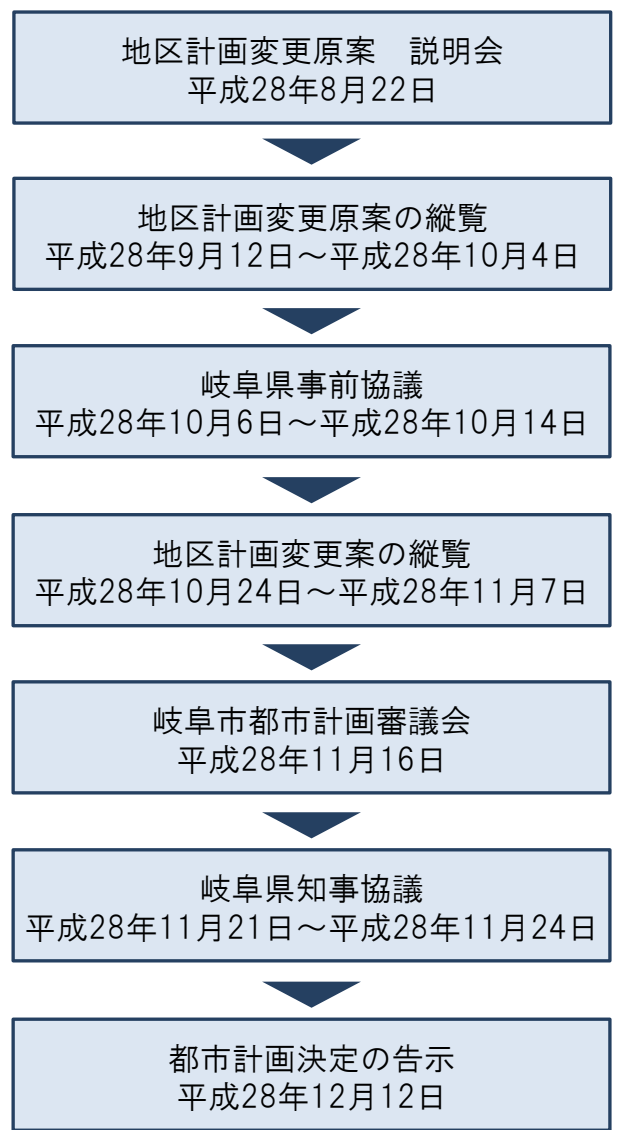 地区計画変更原案　説明会
平成28年8月22日
地区計画変更原案の縦覧
平成28年9月12日～平成28年10月4日
岐阜県事前協議
平成28年10月6日～平成28年10月14日
地区計画変更案の縦覧
平成28年10月24日～平成28年11月7日
岐阜市都市計画審議会
平成28年11月16日
岐阜県知事協議
平成28年11月21日～平成28年11月24日
都市計画決定の告示
平成28年12月12日